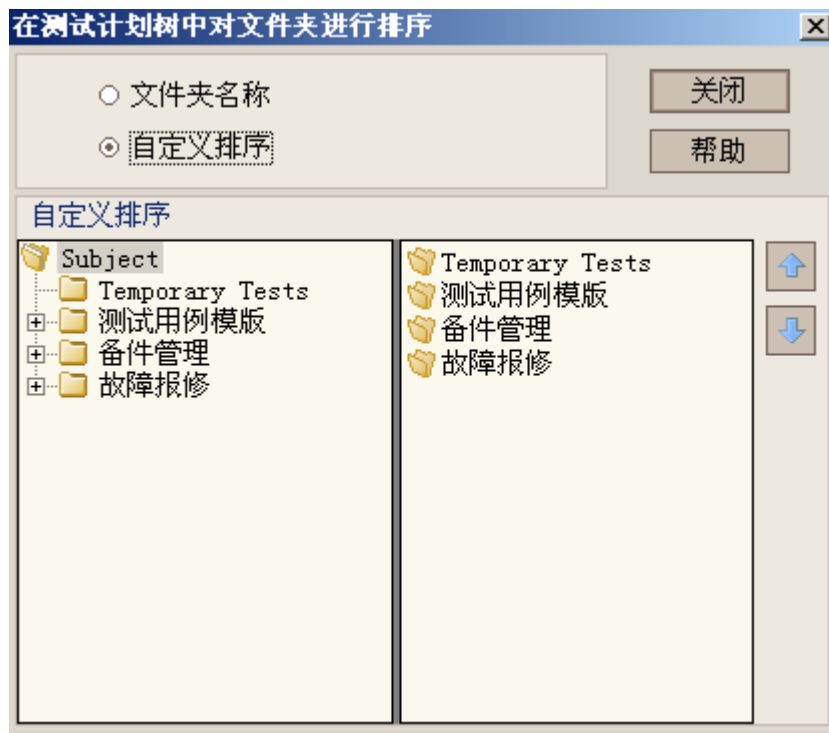 在测试计划树中对文件夹进行排序
文件夹名称
关闭
自定义排序
帮助
自定义排序
Subject
Temporary Tests
测试用例模版
备件管理
故障报修
Temporary Tests
测试用例模版
备件管理
故障报修